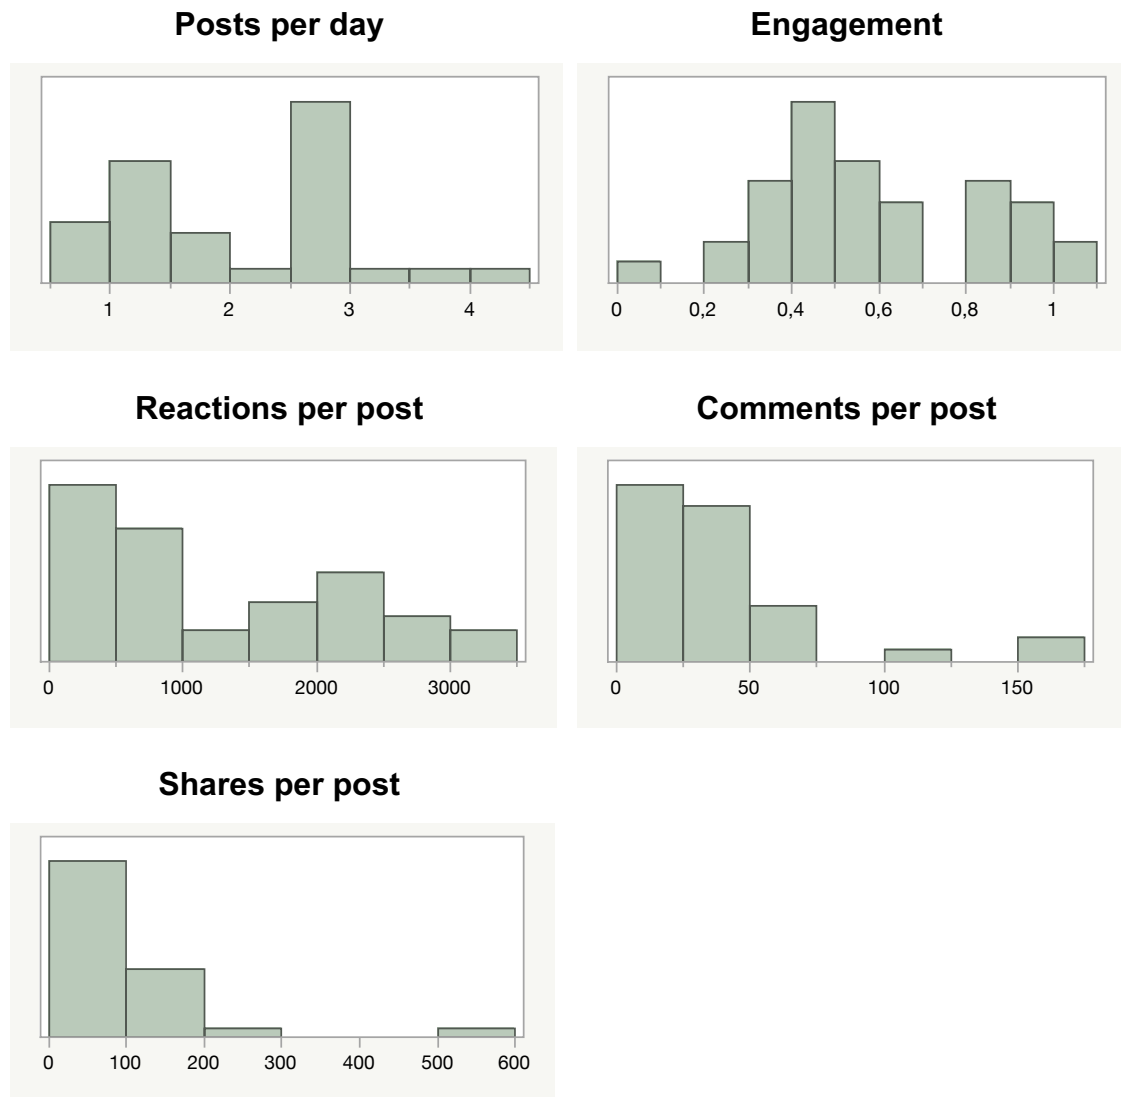 Posts per day
1 2 3 4
Engagement
0 0,2 0,4 0,6 0,8 1
Reactions per post
0 1000 2000 3000
Comments per post
0 50 100 150
Shares per post
0 100 200 300 400 500 600